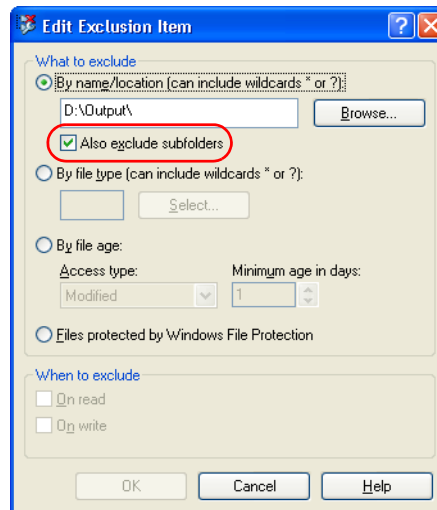 Edit Exclusion Item
What to exclude
By name/location (can include wildcards * or ?):
D:\Output\
Browse...
Also exclude subfolders
By file type (can include wildcards * or ?):
Select...
By file age:
Access type:
Minimum age in days:
Modified
1
Files protected by Windows File Protection
When to exclude
On read
On write
OK
Cancel
Help